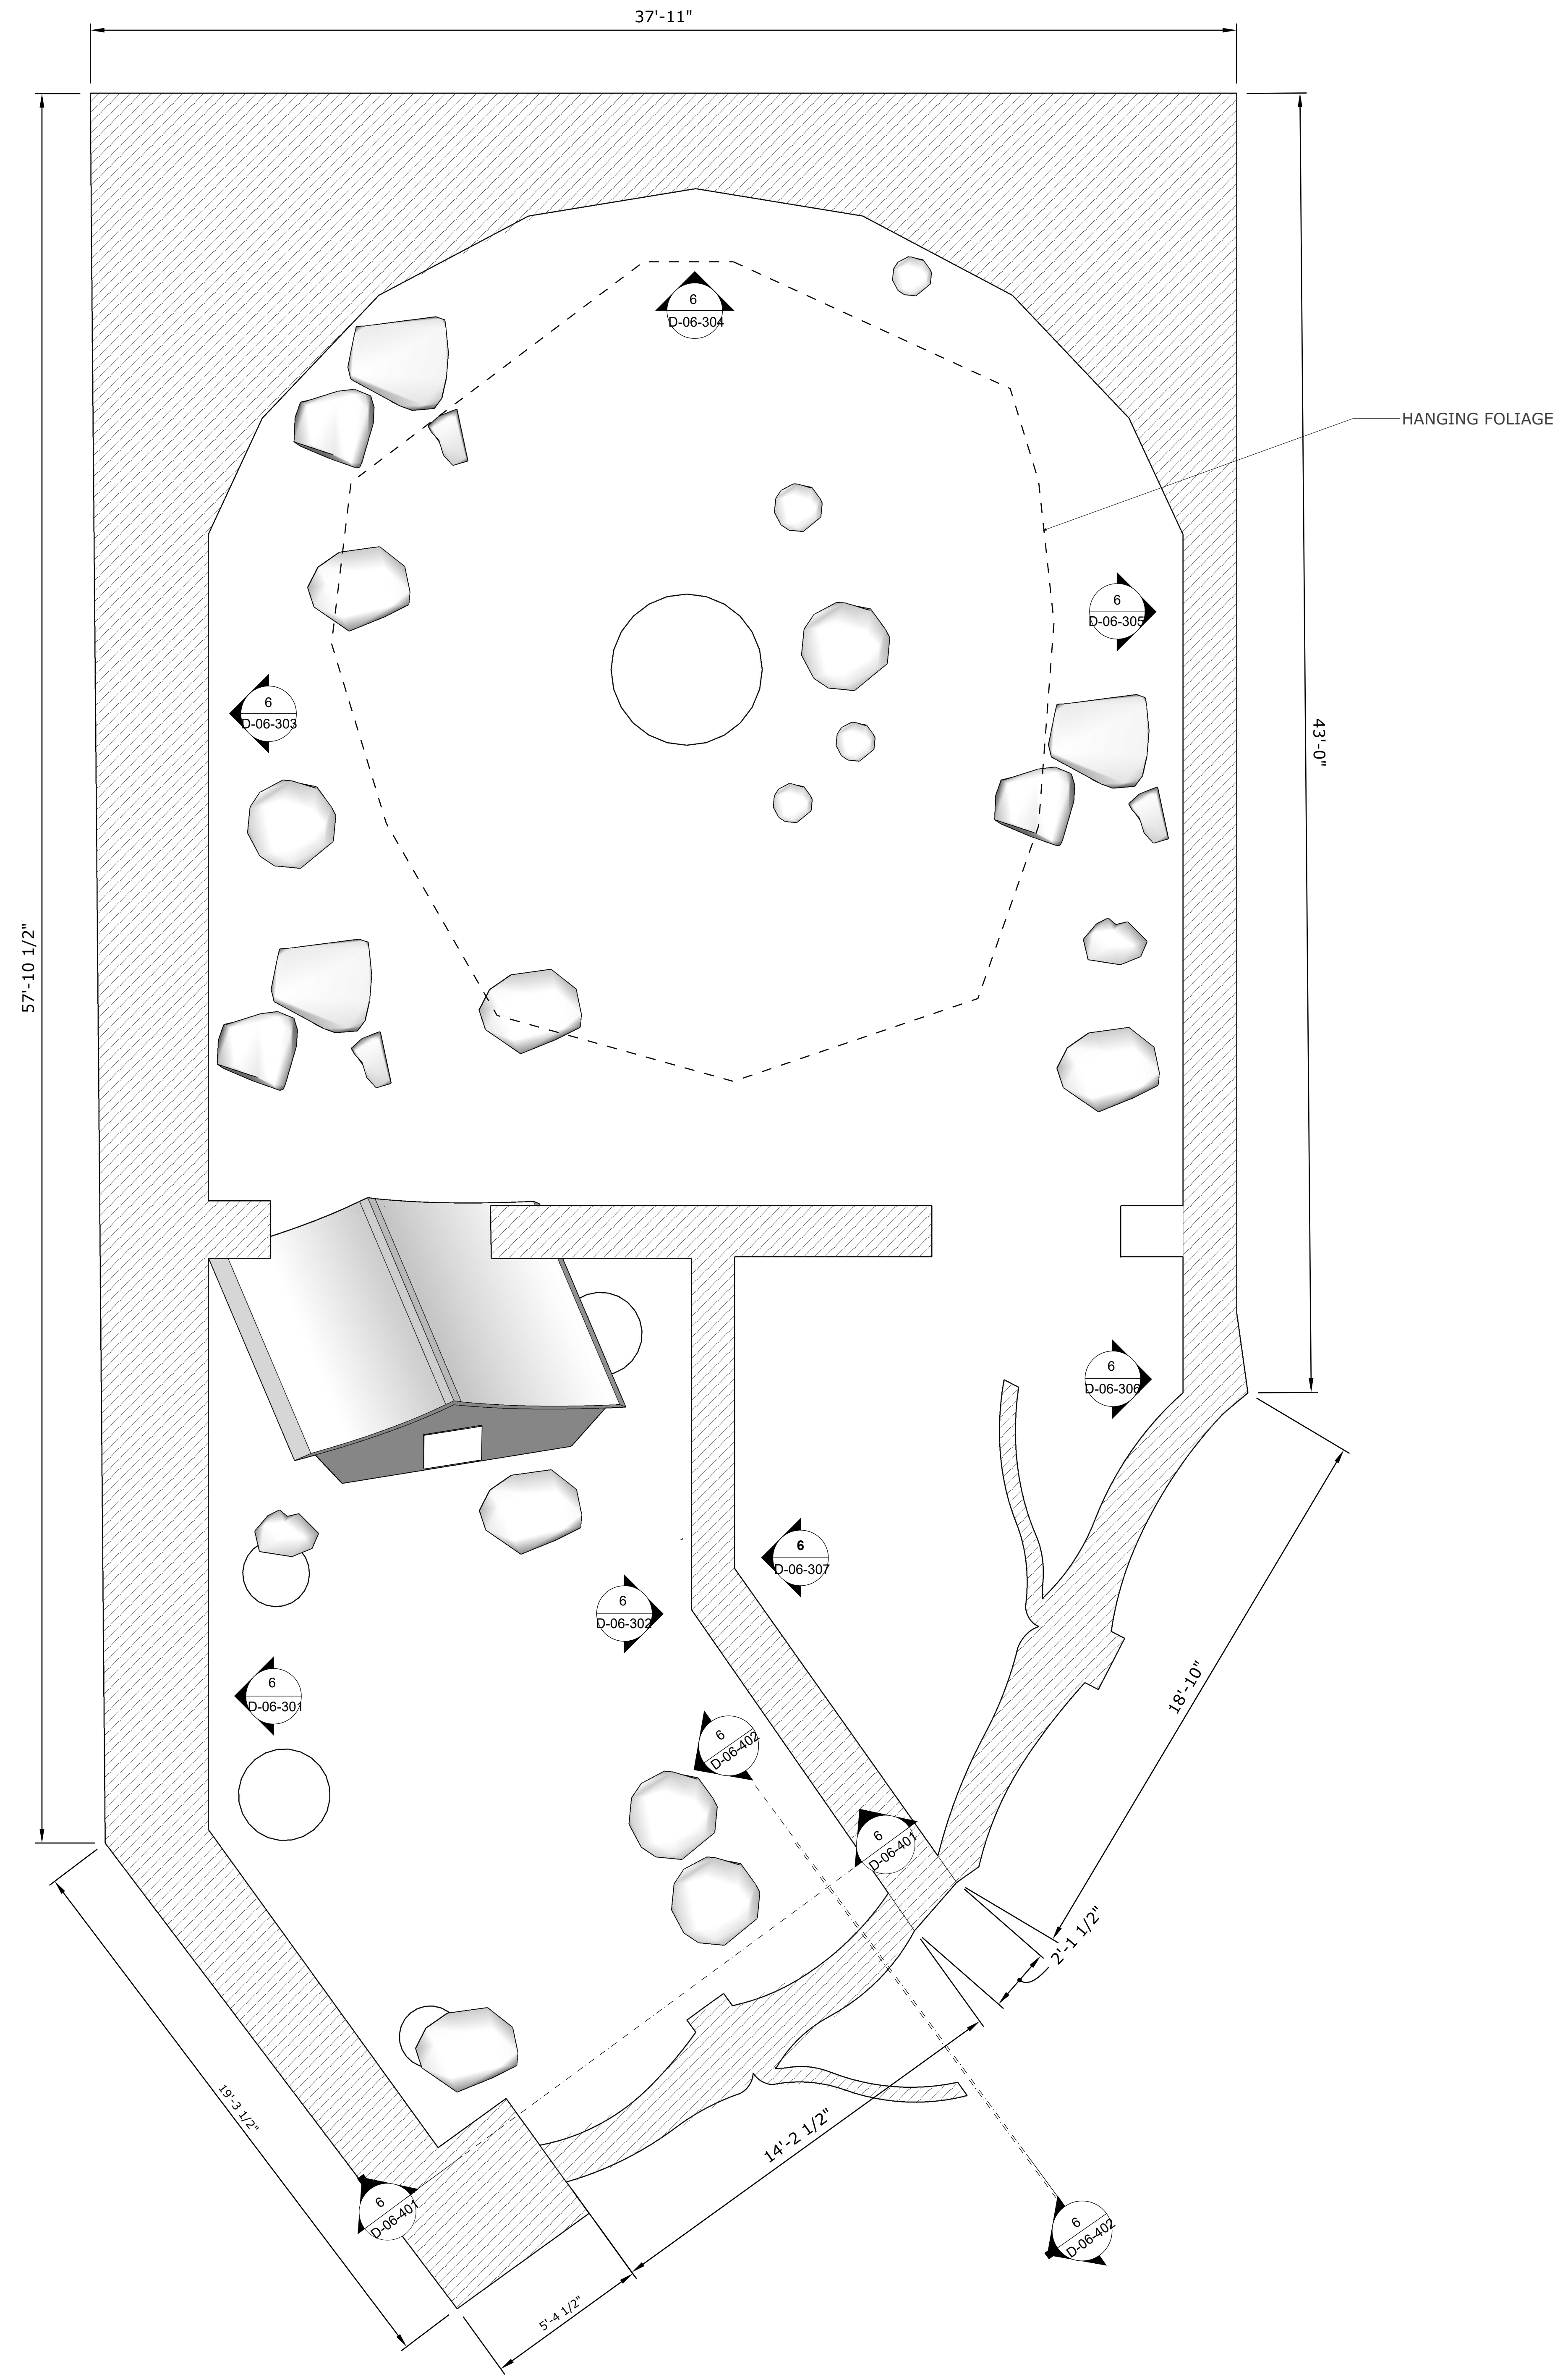 37'-11"
6
D-06-304
HANGING FOLIAGE
6
D-06-305
6
D-06-303
43'-0"
57'-10 1/2"
6
D-06-306
6
D-06-307
6
D-06-302
6
D-06-301
18'-10"
6
D-06-402
6
D-06-401
2'-1 1/2"
19'-3 1/2"
14'-2 1/2"
6
D-06-401
6
D-06-402
5'-4 1/2"